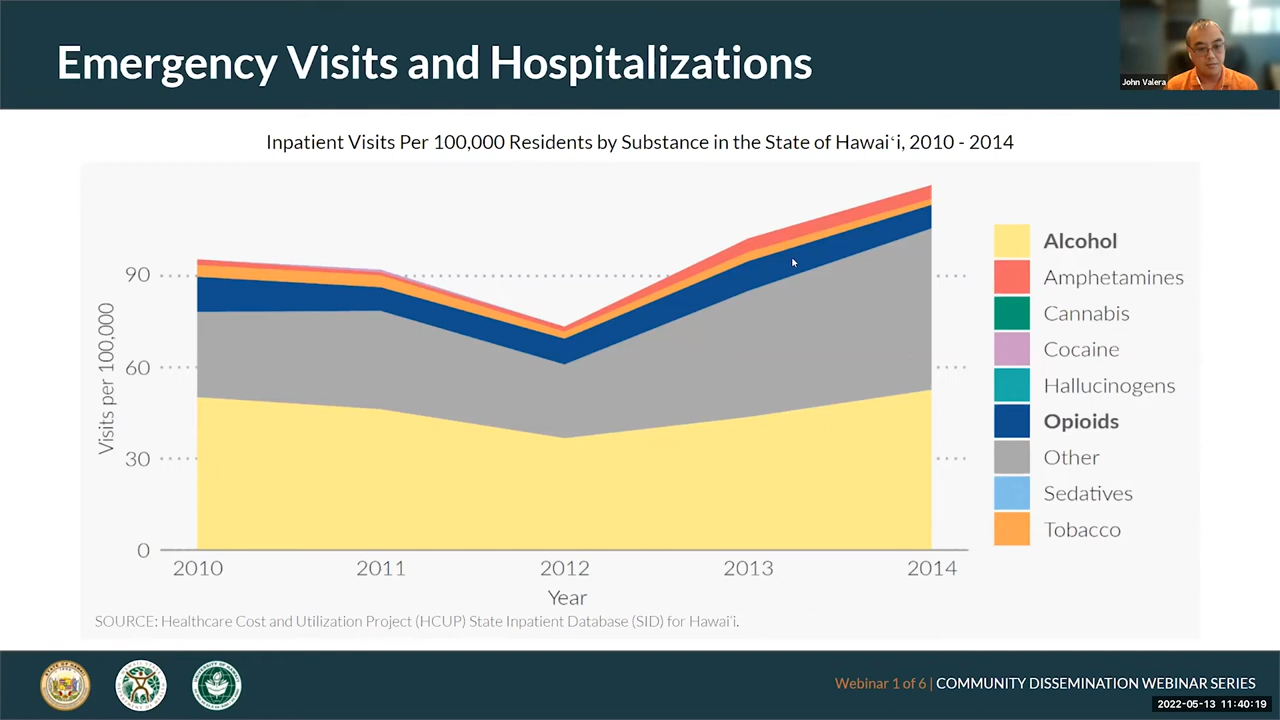 Emergency Visits and Hospitalizations
John Valera
Inpatient Visits Per 100,000 Residents by Substance in the State of Hawaiʻi, 2010 - 2014
Visits per 100,000
90
60
30
0
2010 2011 2012 2013 2014
Year
Alcohol
Amphetamines
Cannabis
Cocaine
Hallucinogens
Opioids
Other
Sedatives
Tobacco
SOURCE: Healthcare Cost and Utilization Project (HCUP) State Inpatient Database (SID) for Hawai'i.
Webinar 1 of 6 | COMMUNITY DISSEMINATION WEBINAR SERIES
2022-05-13 11:40:19